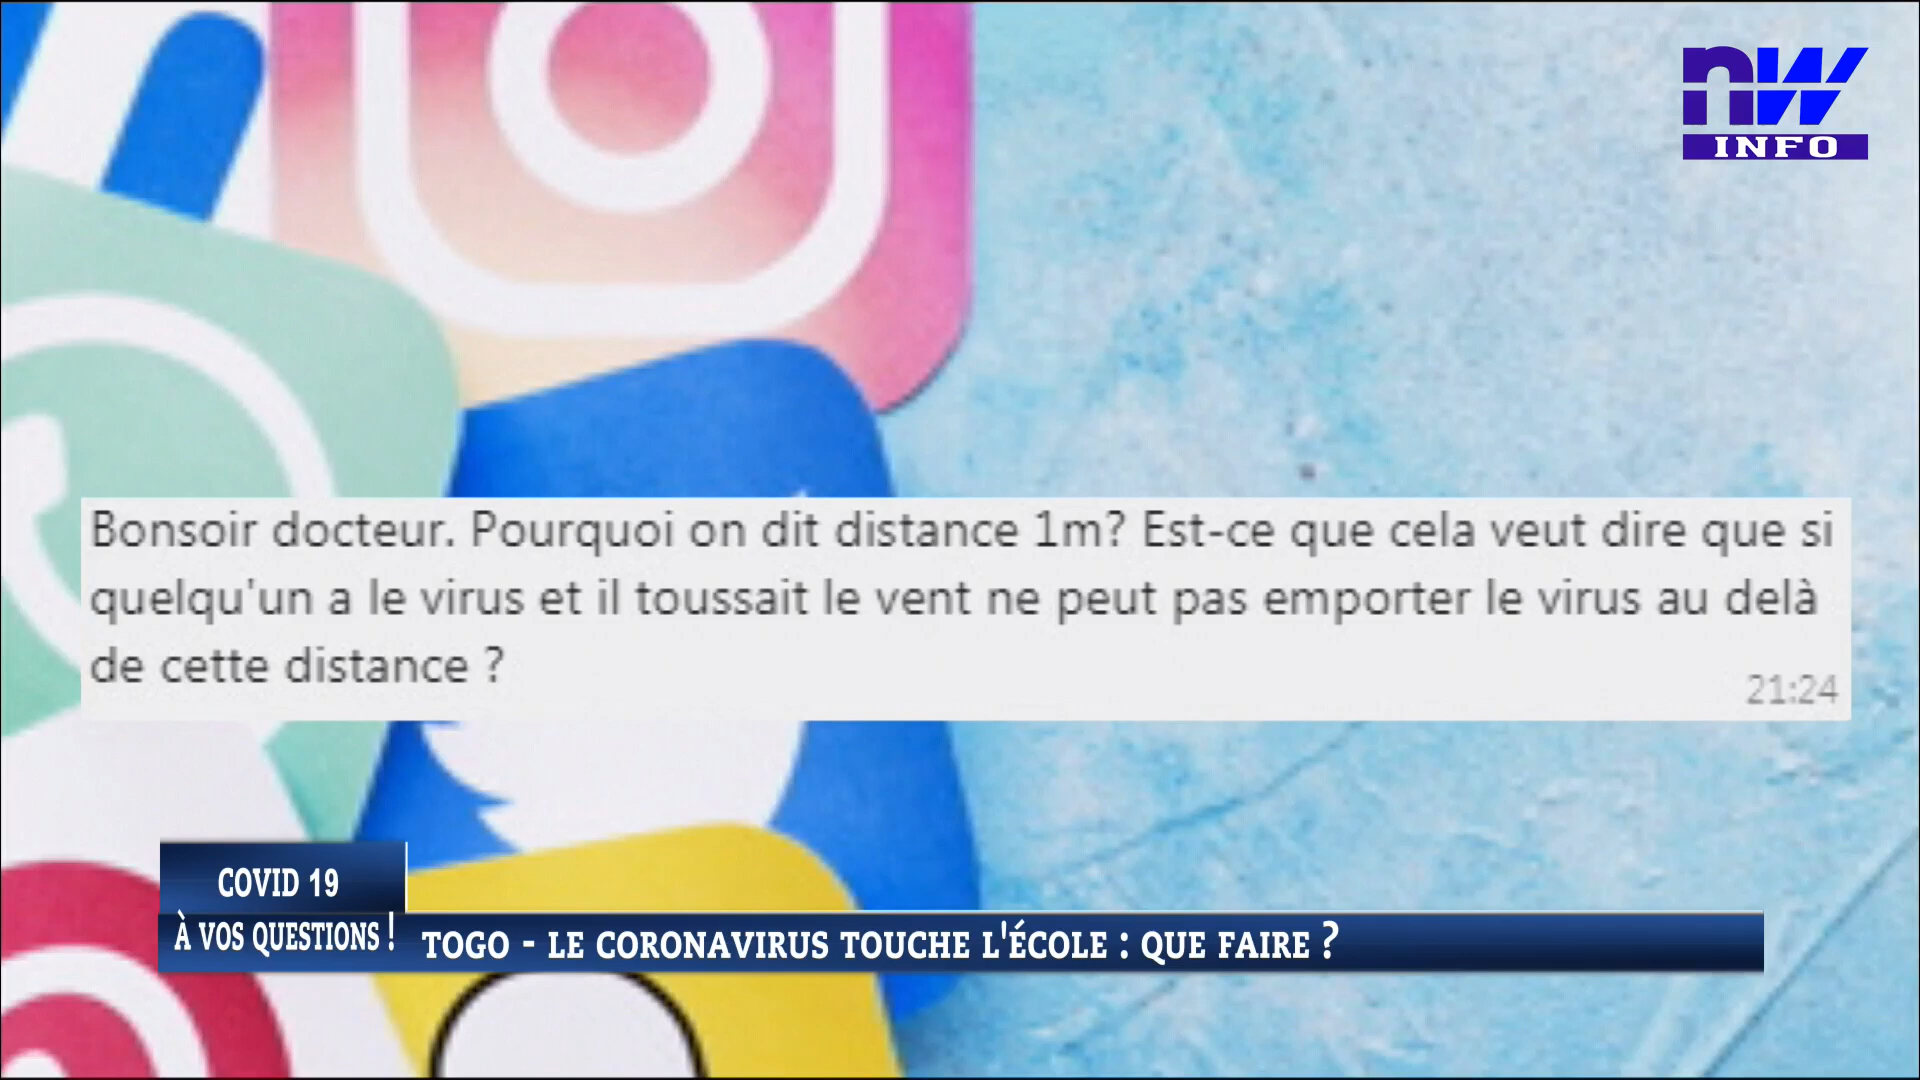 nw
INFO
Bonsoir docteur. Pourquoi on dit distance 1m? Est-ce que cela veut dire que si
quelqu'un a le virus et il toussait le vent ne peut pas emporter le virus au delà
de cette distance ?
21:24
COVID 19
À VOS QUESTIONS !
TOGO - LE CORONAVIRUS TOUCHE L'ÉCOLE : QUE FAIRE ?